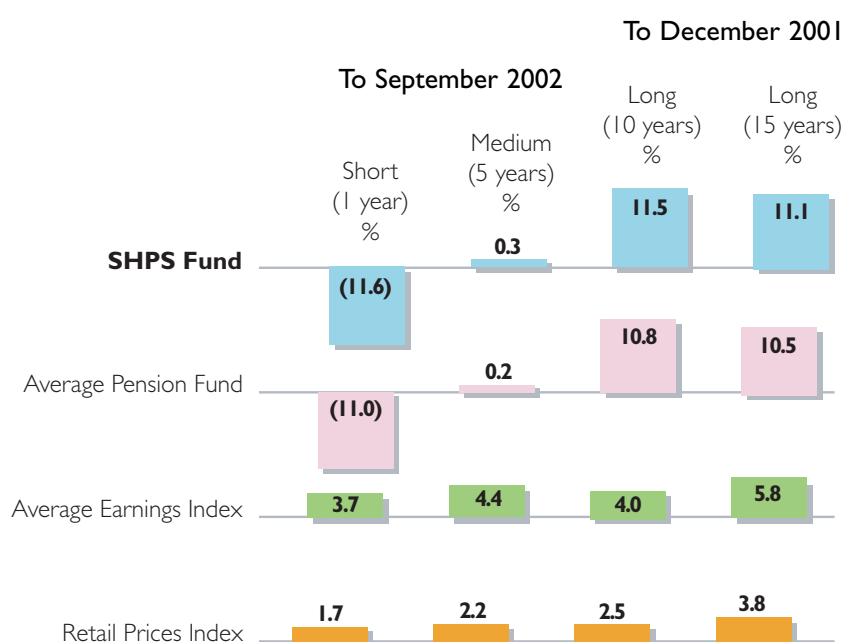 To December 2001
To September 2002
Short
(1 year)
%
Medium
(5 years)
%
Long
(10 years)
%
Long
(15 years)
%
SHPS Fund
(11.6)
0.3
11.5
11.1
Average Pension Fund
(11.0)
0.2
10.8
10.5
Average Earnings Index
3.7
4.4
4.0
5.8
Retail Prices Index
1.7
2.2
2.5
3.8